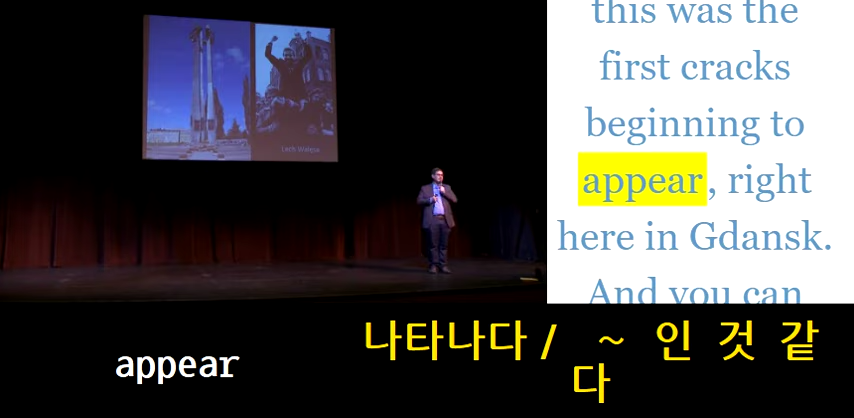 Lech Wałęsa
this was the
first cracks
beginning to
appear, right
here in Gdansk.
And you can
appear
나타나다 / ~ 인 것 같
다